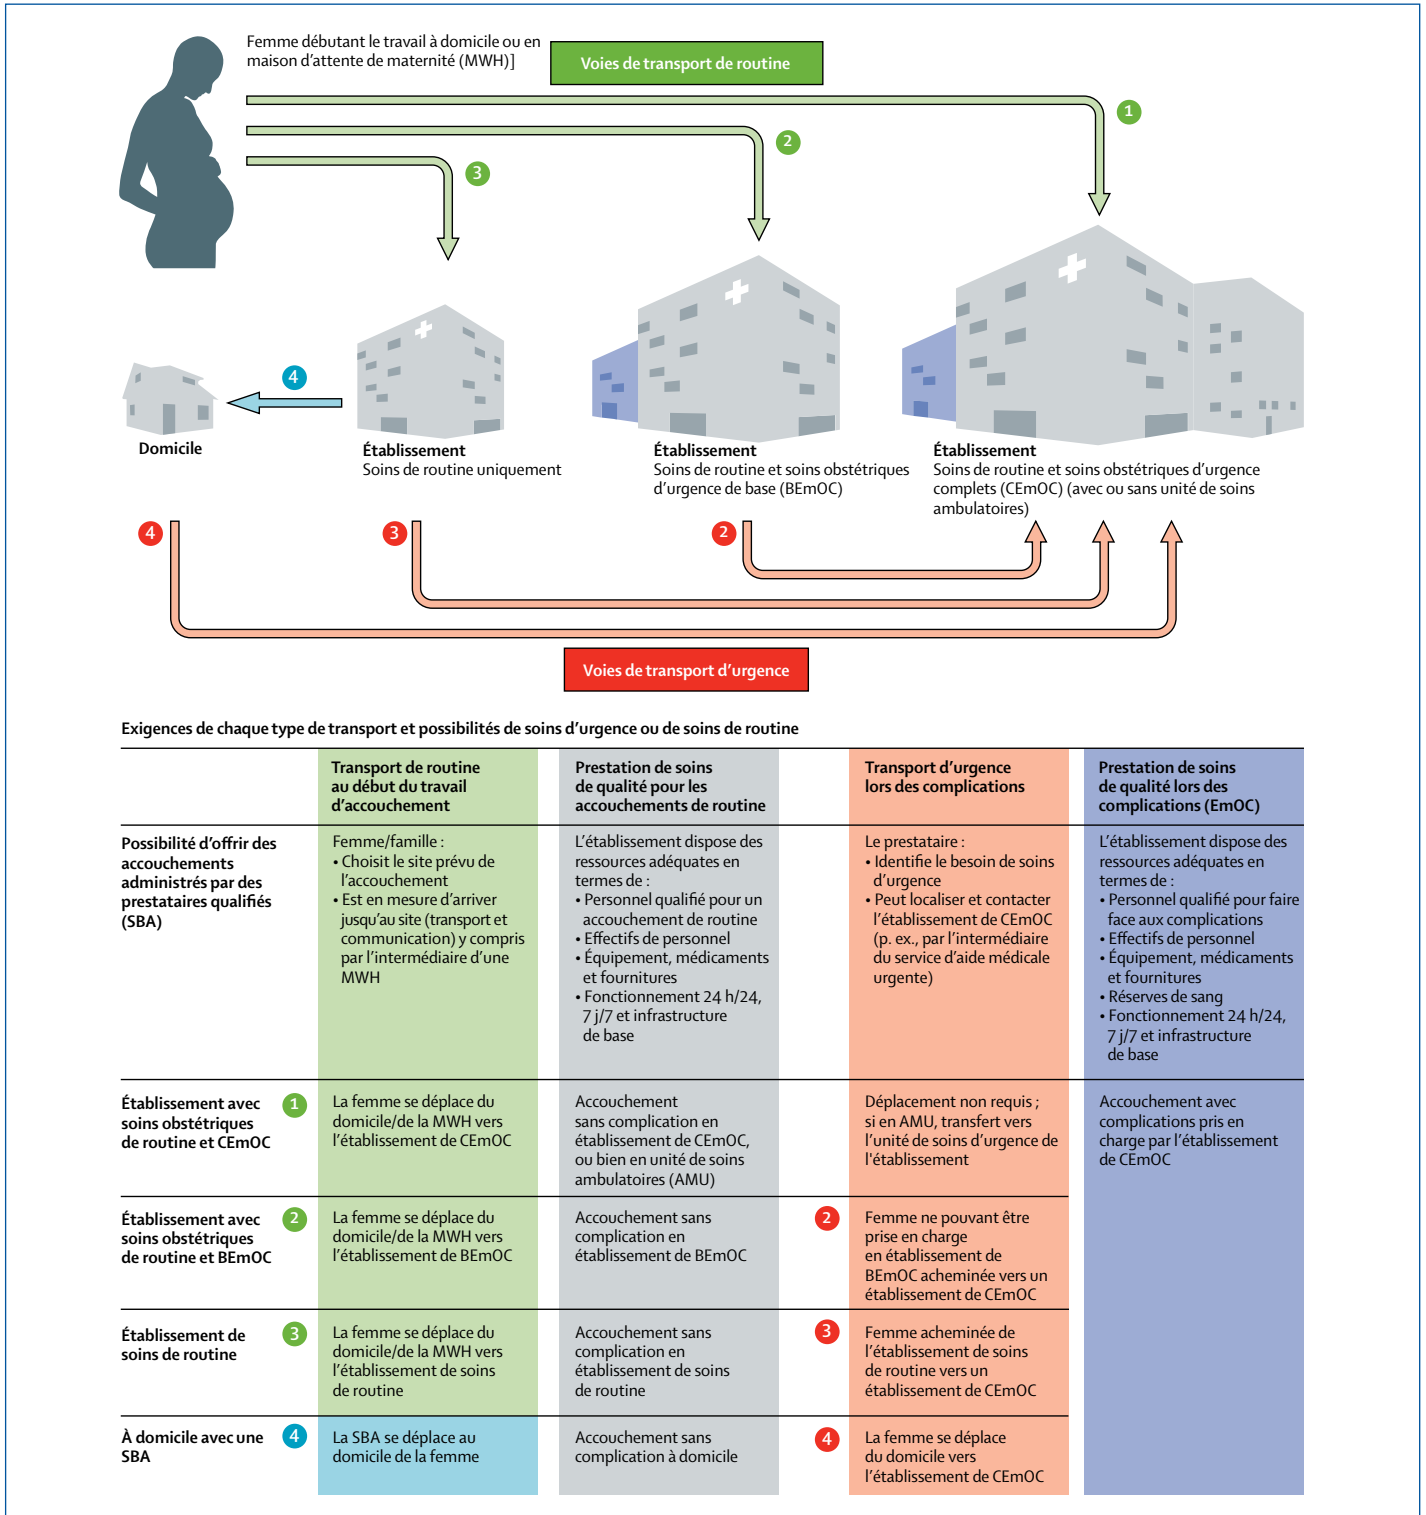 Femme débutant le travail à domicile ou en
maison d’attente de maternité (MWH)]
Voies de transport de routine
1
2
3
4
Domicile
Établissement
Soins de routine uniquement
Établissement
Soins de routine et soins obstétriques
d’urgence de base (BEmOC)
Établissement
Soins de routine et soins obstétriques d’urgence
complets (CEmOC) (avec ou sans unité de soins
ambulatoires)
4
3
2
Voies de transport d’urgence
Exigences de chaque type de transport et possibilités de soins d’urgence ou de soins de routine
Transport de routine
au début du travail
d’accouchement
Prestation de soins
de qualité pour les
accouchements de routine
Transport d’urgence
lors des complications
Prestation de soins
de qualité lors des
complications (EmOC)
Possibilité d’offrir des
accouchements
administrés par des
prestataires qualifiés
(SBA)
Femme/famille :
• Choisit le site prévu de
l’accouchement
• Est en mesure d’arriver
jusqu’au site (transport et
communication) y compris
par l’intermédiaire d’une
MWH
L’établissement dispose des
ressources adéquates en
termes de :
• Personnel qualifié pour un
accouchement de routine
• Effectifs de personnel
• Équipement, médicaments
et fournitures
• Fonctionnement 24 h/24,
7 j/7 et infrastructure
de base
Le prestataire :
• Identifie le besoin de soins
d’urgence
• Peut localiser et contacter
l’établissement de CEmOC
(p. ex., par l’intermédiaire
du service d’aide médicale
urgente)
L’établissement dispose des
ressources adéquates en
termes de :
• Personnel qualifié pour faire
face aux complications
• Effectifs de personnel
• Équipement, médicaments
et fournitures
• Réserves de sang
• Fonctionnement 24 h/24,
7 j/7 et infrastructure
de base
Établissement avec
soins obstétriques
de routine et CEmOC
1
La femme se déplace du
domicile/de la MWH vers
l’établissement de CEmOC
Accouchement
sans complication en
établissement de CEmOC,
ou bien en unité de soins
ambulatoires (AMU)
Déplacement non requis ;
si en AMU, transfert vers
l’unité de soins d’urgence de
l'établissement
Accouchement avec
complications pris en
charge par l’établissement
de CEmOC
Établissement avec
soins obstétriques
de routine et BEmOC
2
La femme se déplace du
domicile/de la MWH vers
l’établissement de BEmOC
Accouchement sans
complication en
établissement de BEmOC
2
Femme ne pouvant être
prise en charge
en établissement de
BEmOC acheminée vers un
établissement de CEmOC
Établissement de
soins de routine
3
La femme se déplace du
domicile/de la MWH vers
l’établissement de soins
de routine
Accouchement sans
complication en
établissement de soins
de routine
3
Femme acheminée de
l’établissement de soins
de routine vers un
établissement de CEmOC
À domicile avec une
SBA
4
La SBA se déplace au
domicile de la femme
Accouchement sans
complication à domicile
4
La femme se déplace
du domicile vers
l’établissement de CEmOC